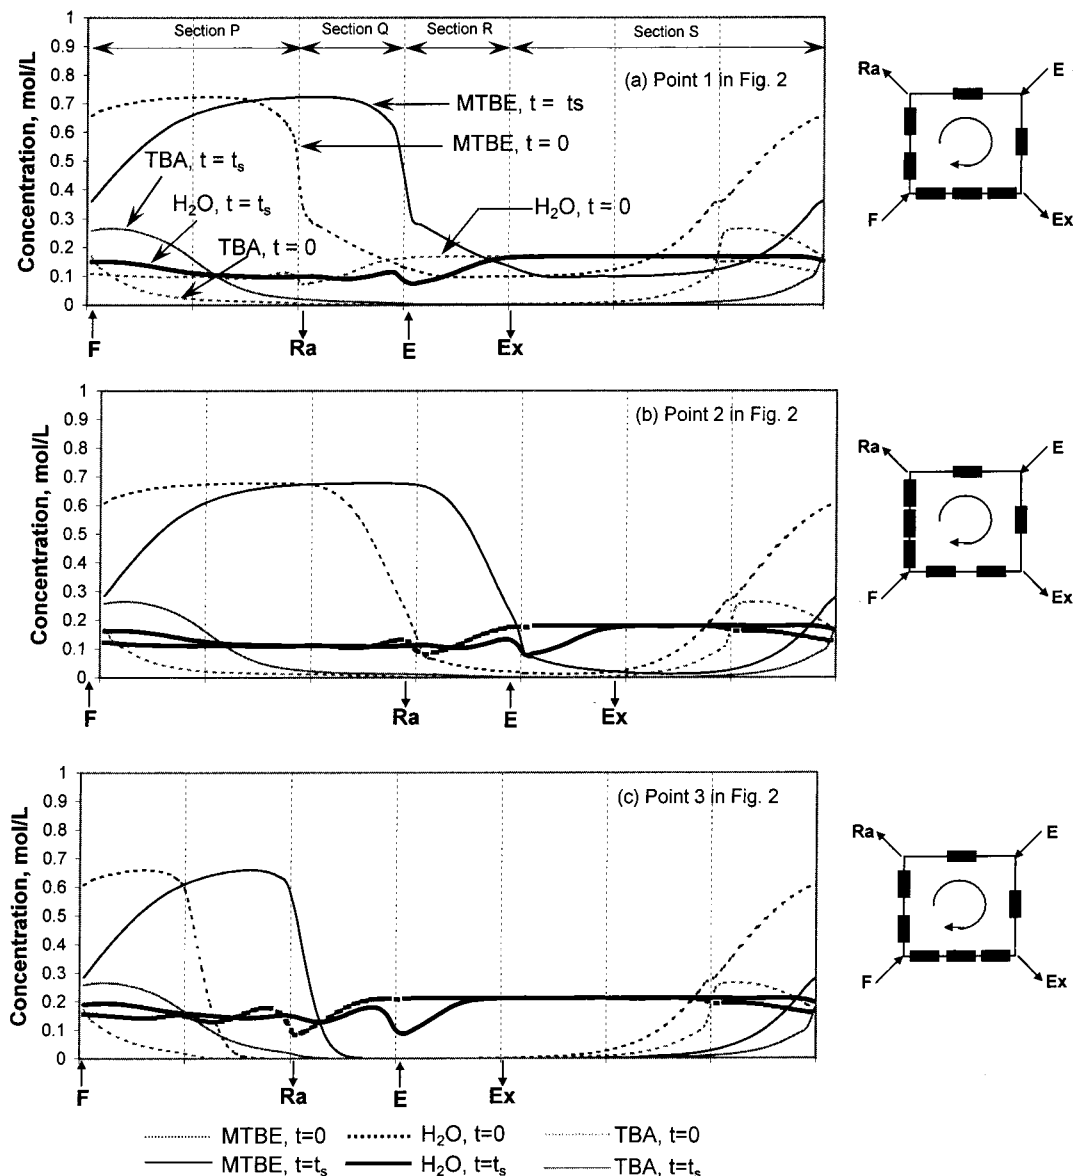 Section P Section Q Section R Section S
(a) Point 1 in Fig. 2
MTBE, t = ts
MTBE, t = 0
TBA, t = ts
H2O, t = ts
TBA, t = 0
H2O, t = 0
Concentration, mol/L
1
0.9
0.8
0.7
0.6
0.5
0.4
0.3
0.2
0.1
0
F Ra E Ex
Ra E
F Ex
(b) Point 2 in Fig. 2
Concentration, mol/L
1
0.9
0.8
0.7
0.6
0.5
0.4
0.3
0.2
0.1
0
F Ra E Ex
Ra E
F Ex
(c) Point 3 in Fig. 2
Concentration, mol/L
1
0.9
0.8
0.7
0.6
0.5
0.4
0.3
0.2
0.1
0
F Ra E Ex
Ra E
F Ex
MTBE, t=0 H2O, t=0 TBA, t=0
MTBE, t=ts H2O, t=ts TBA, t=ts